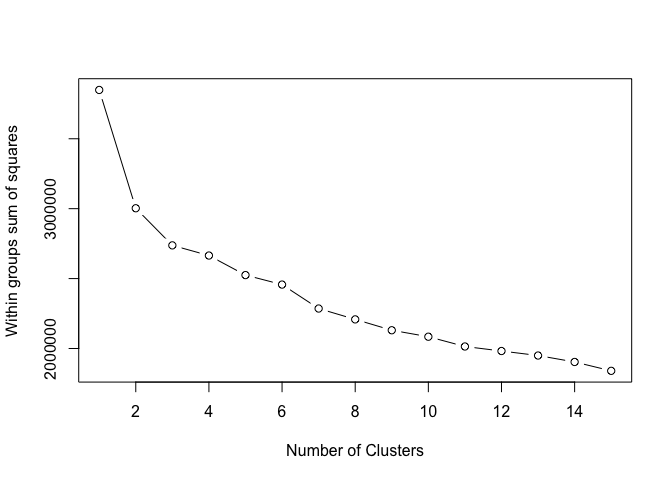 Within groups sum of squares
3000000
2000000
2 4 6 8 10 12 14
Number of Clusters